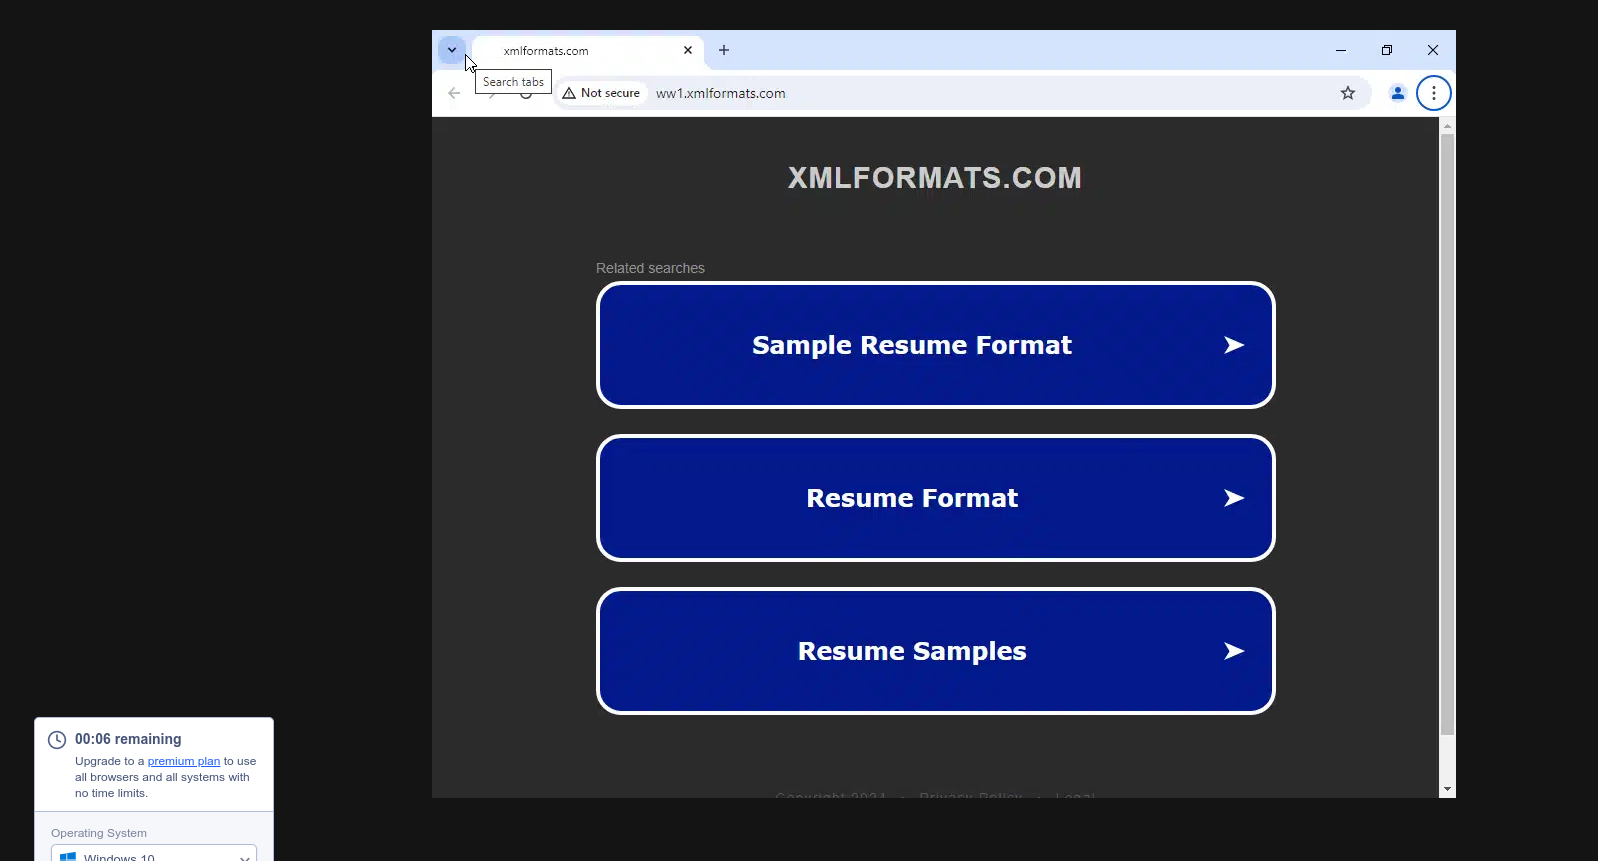 xmlformats.com
Search tabs
Not secure
ww1.xmlformats.com
XMLFORMATS.COM
Related searches
Sample Resume Format
Resume Format
Resume Samples
Copyright 2024 · Privacy Policy · Legal
00:06 remaining
Upgrade to a premium plan to use
all browsers and all systems with
no time limits.
Operating System
Windows 10